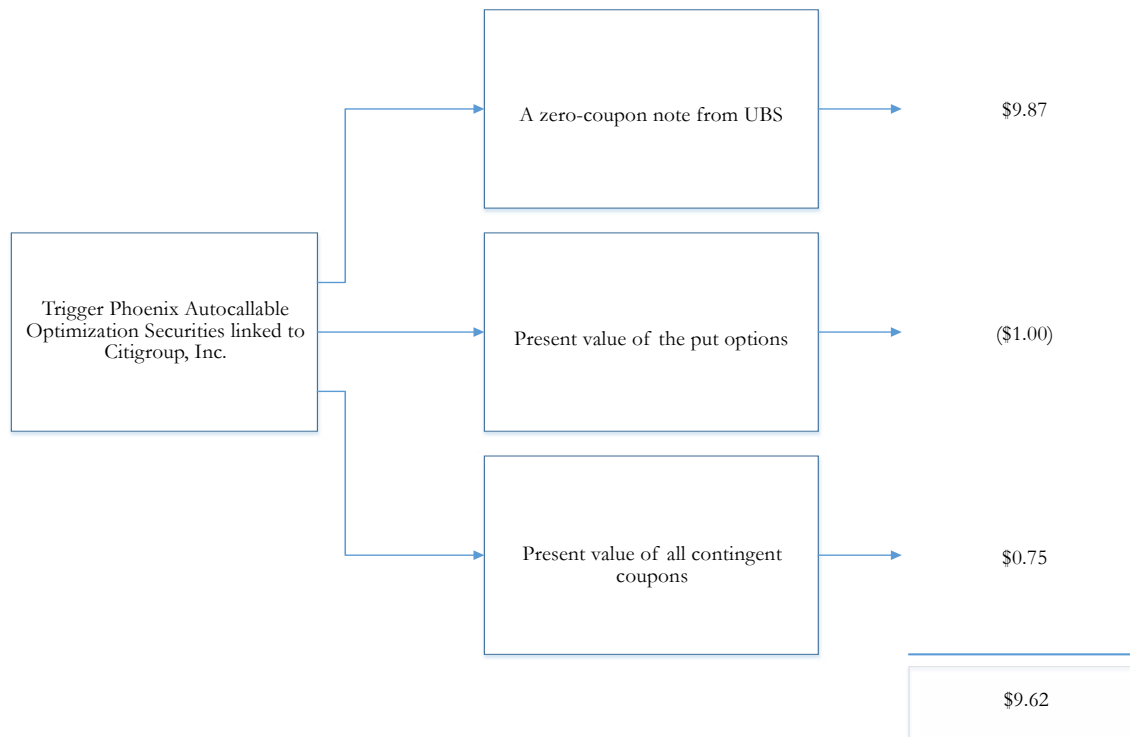 A zero-coupon note from UBS
$9.87
Trigger Phoenix Autocallable
Optimization Securities linked to
Citigroup, Inc.
Present value of the put options
($1.00)
Present value of all contingent
coupons
$0.75
$9.62